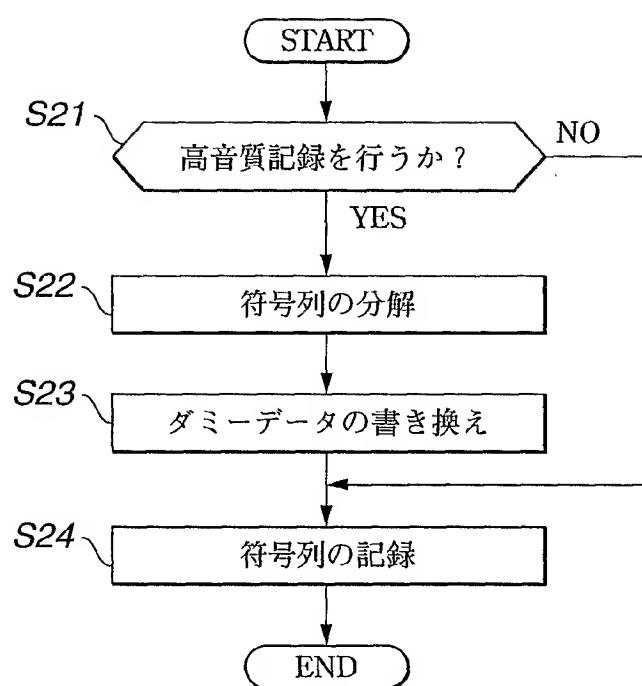 START
S21
高音質記録を行うか?
NO
YES
S22
符号列の分解
S23
ダミーデータの書き換え
S24
符号列の記録
END